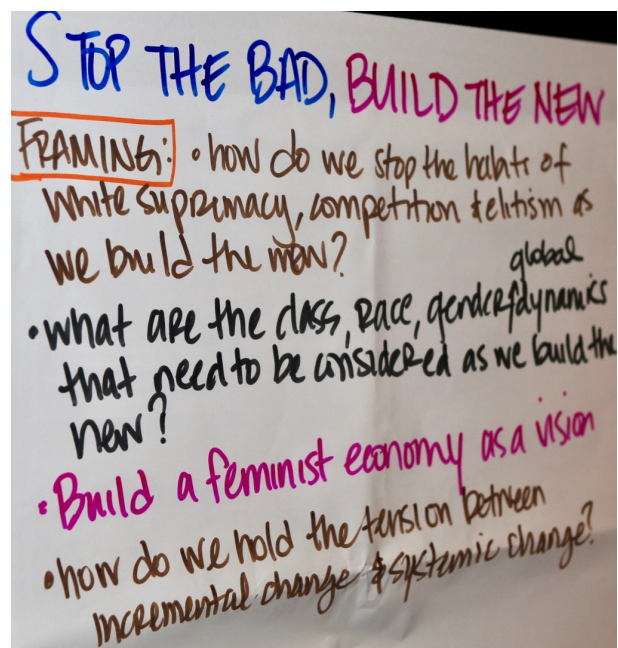 STOP THE BAD, BUILD THE NEW
FRAMING: • how do we stop the habits of
white supremacy, competition & elitism as
we build the new?
global
• what are the class, race, gender & dynamics
that need to be considered as we build the
new?
• Build a feminist economy as a vision
• how do we hold the tension between
incremental change & systemic change?